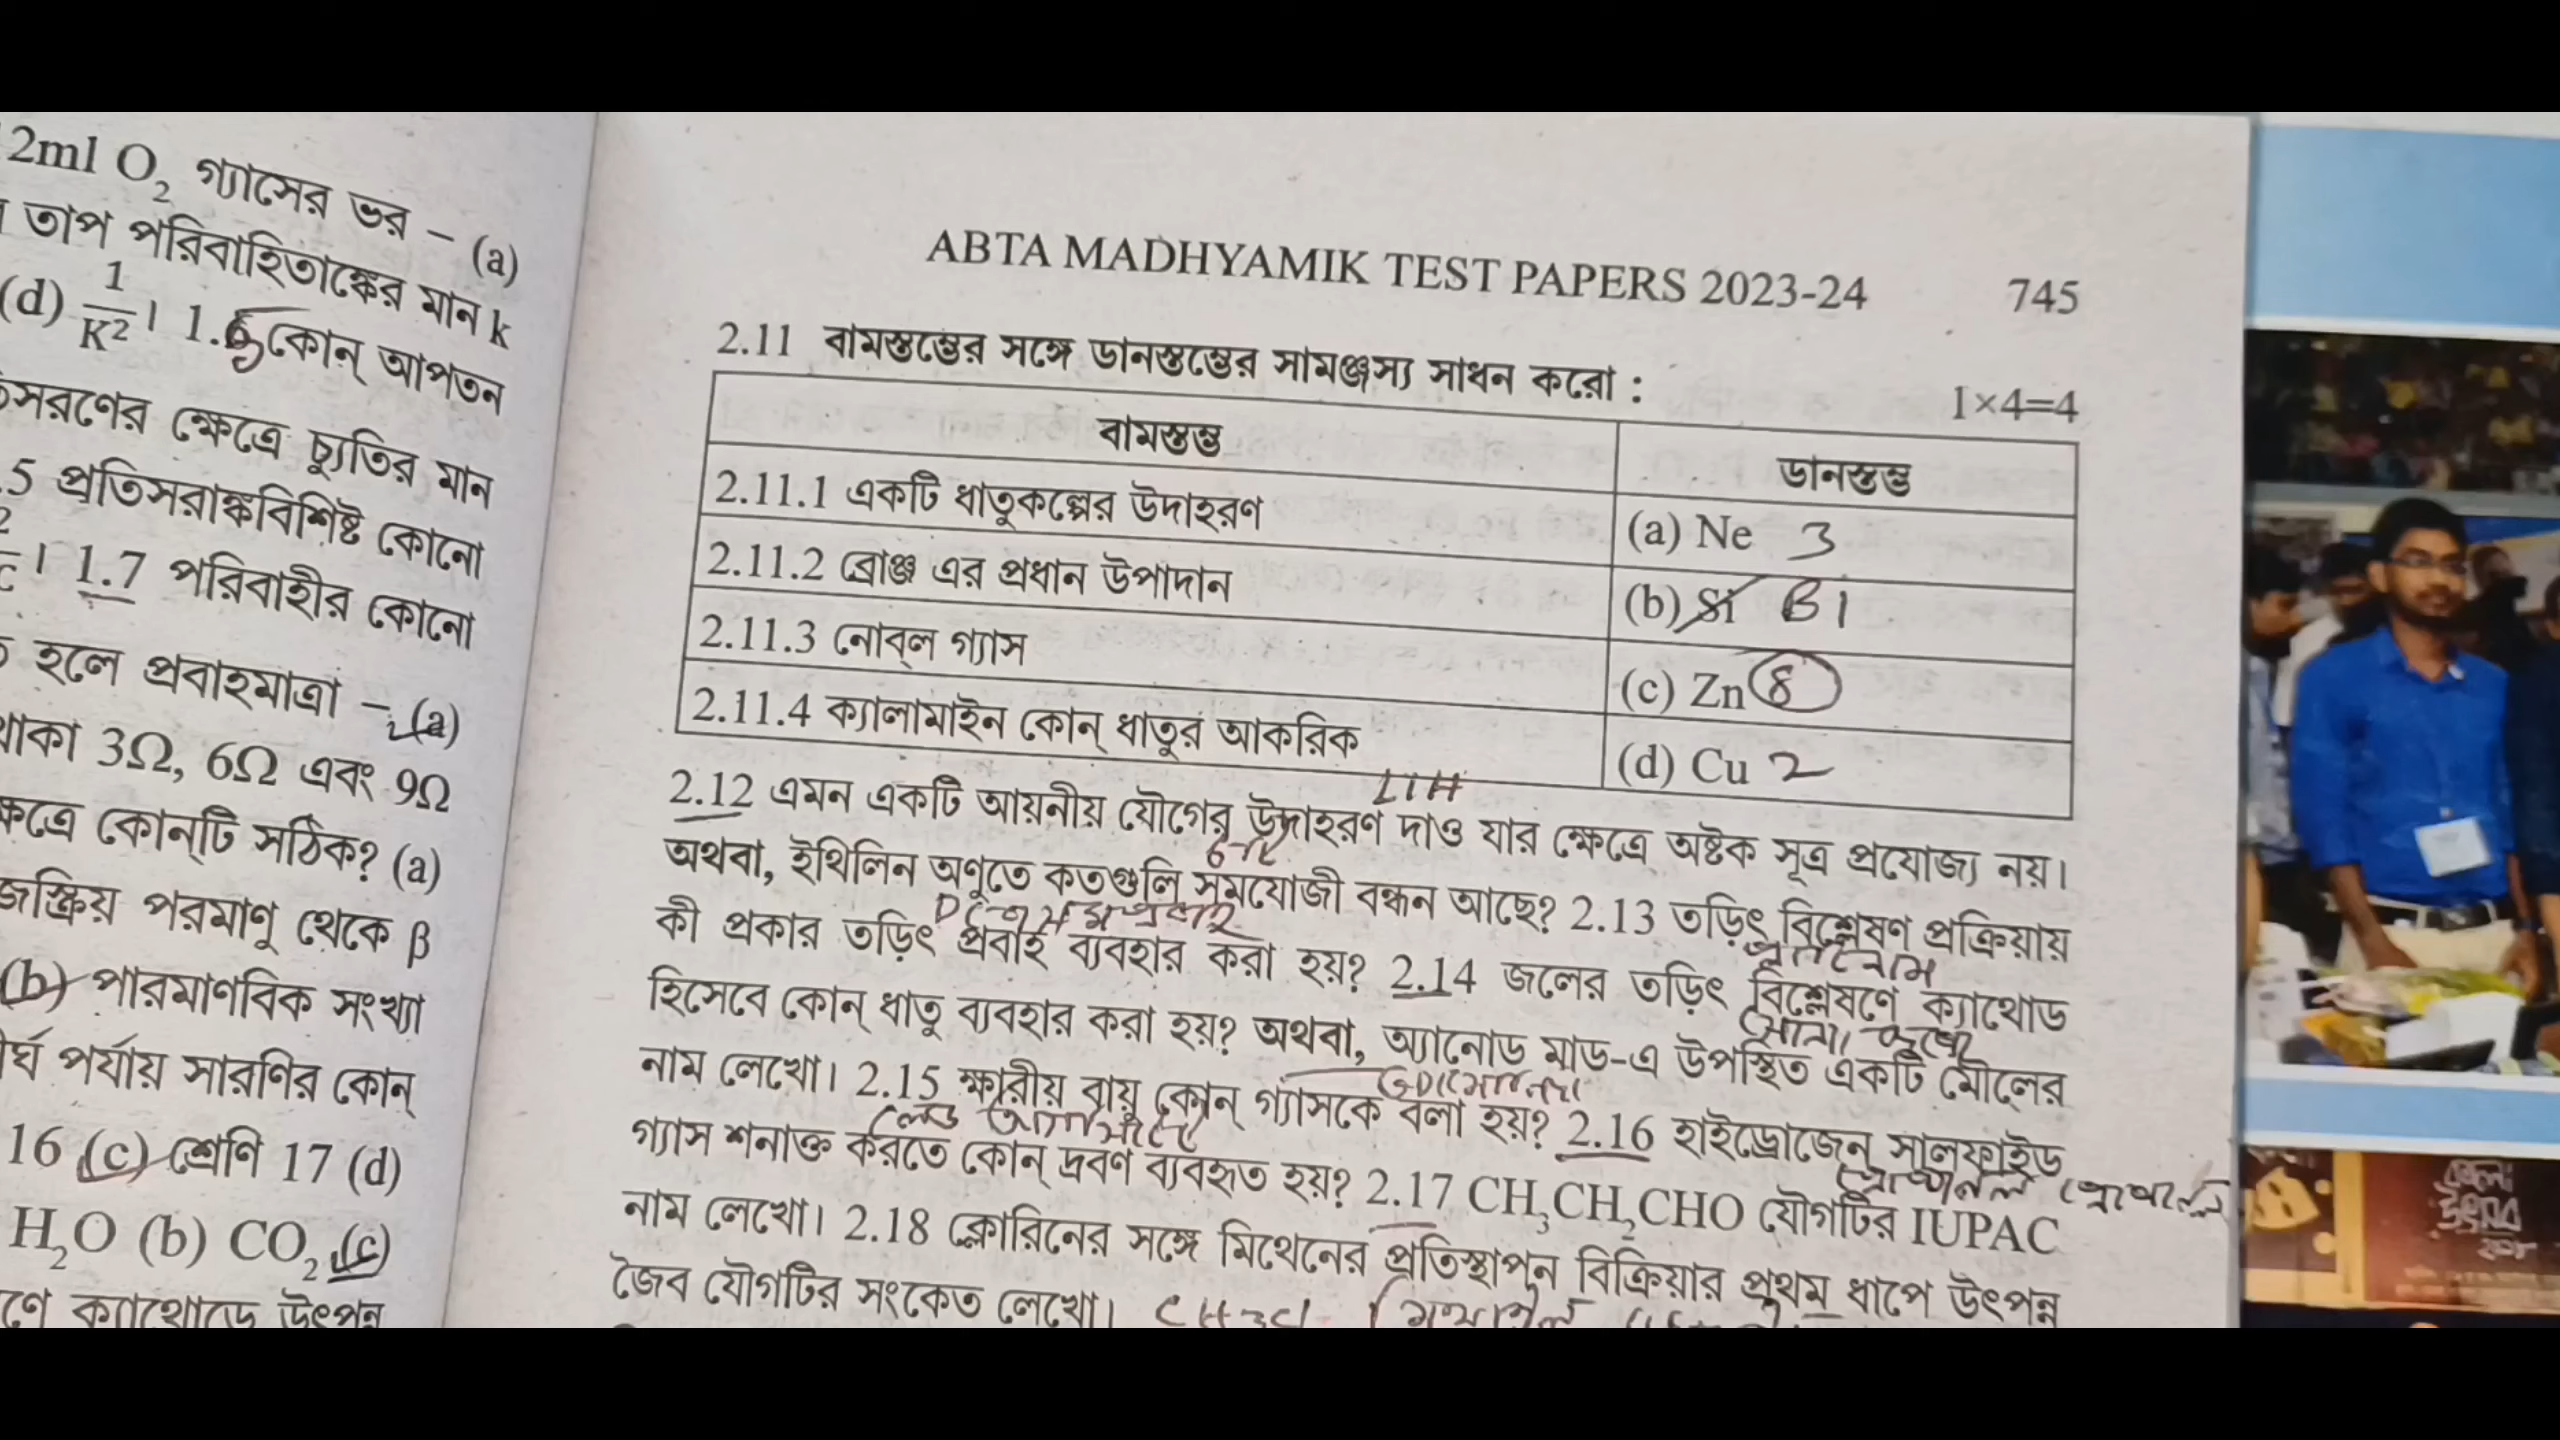 2ml O₂ গ্যাসের ভর – (a)
তাপ পরিবাহিতাঙ্কের মান k
(d) 1/K² । 1.6 কোন্ আপতন
সরণের ক্ষেত্রে চ্যুতির মান
.5 প্রতিসরাঙ্কবিশিষ্ট কোনো
। 1.7 পরিবাহীর কোনো
হলে প্রবাহমাত্রা – (a)
থাকা 3Ω, 6Ω এবং 9Ω
ক্ষেত্রে কোন্‌টি সঠিক? (a)
পরমাণু থেকে β
(b) পারমাণবিক সংখ্যা
পর্যায় সারণির কোন্
16 (c) শ্রেণি 17 (d)
H₂O (b) CO₂ (c)
ক্যাথোডে উৎপন্ন
ABTA MADHYAMIK TEST PAPERS 2023-24 745
2.11 বামস্তম্ভের সঙ্গে ডানস্তম্ভের সামঞ্জস্য সাধন করো : 1×4=4
বামস্তম্ভ ডানস্তম্ভ
2.11.1 একটি ধাতুকল্পের উদাহরণ (a) Ne 3
2.11.2 ব্রোঞ্জ এর প্রধান উপাদান (b) Si B 1
2.11.3 নোব্‌ল গ্যাস (c) Zn ৪
2.11.4 ক্যালামাইন কোন্ ধাতুর আকরিক (d) Cu 2
LiH
2.12 এমন একটি আয়নীয় যৌগের উদাহরণ দাও যার ক্ষেত্রে অষ্টক সূত্র প্রযোজ্য নয়।
অথবা, ইথিলিন অণুতে কতগুলি সমযোজী বন্ধন আছে? 2.13 তড়িৎ বিশ্লেষণ প্রক্রিয়ায়
কী প্রকার তড়িৎ প্রবাহ ব্যবহার করা হয়? 2.14 জলের তড়িৎ বিশ্লেষণে ক্যাথোড
হিসেবে কোন্ ধাতু ব্যবহার করা হয়? অথবা, অ্যানোড মাড-এ উপস্থিত একটি মৌলের
নাম লেখো। 2.15 ক্ষারীয় বায়ু কোন্ গ্যাসকে বলা হয়? 2.16 হাইড্রোজেন সালফাইড
গ্যাস শনাক্ত করতে কোন্ দ্রবণ ব্যবহৃত হয়? 2.17 CH₃CH₂CHO যৌগটির IUPAC
নাম লেখো। 2.18 ক্লোরিনের সঙ্গে মিথেনের প্রতিস্থাপন বিক্রিয়ার প্রথম ধাপে উৎপন্ন
জৈব যৌগটির সংকেত লেখো। CH3Cl